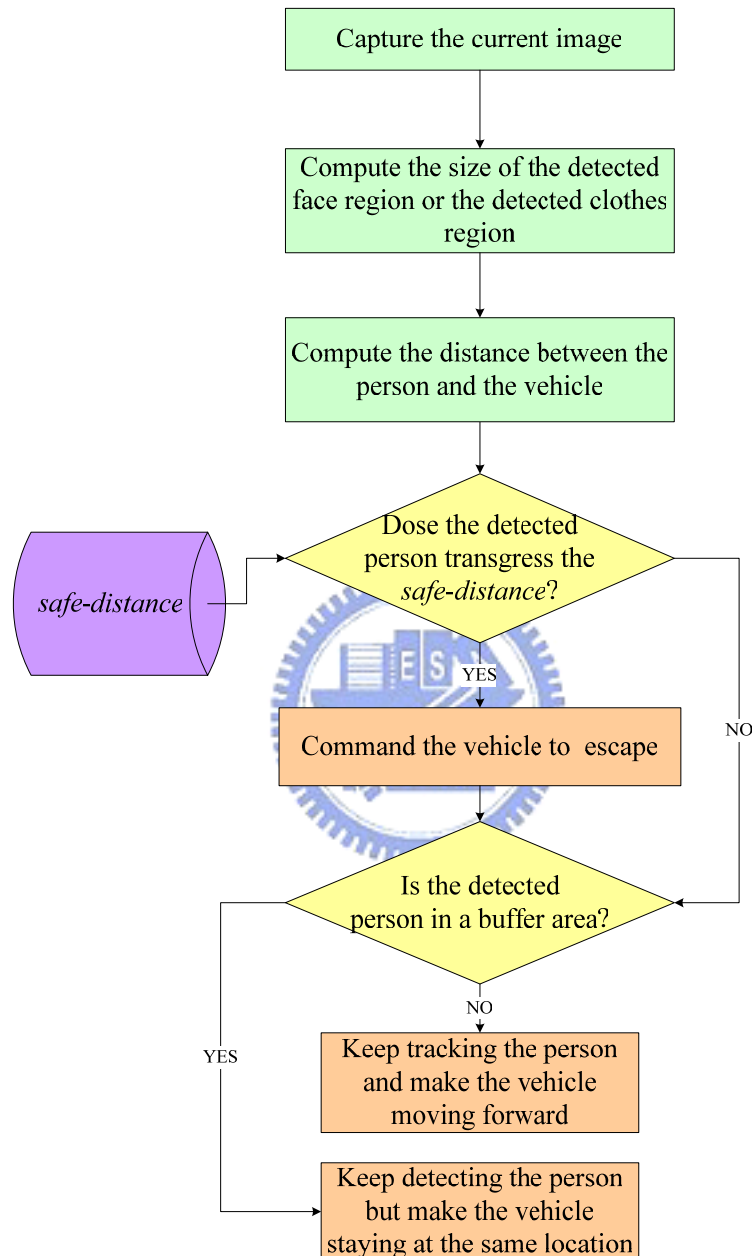 Capture the current image
Compute the size of the detected
face region or the detected clothes
region
Compute the distance between the
person and the vehicle
Dose the detected
person transgress the
safe-distance?
safe-distance
ES
YES
NO
Command the vehicle to escape
Is the detected
person in a buffer area?
NO
YES
Keep tracking the person
and make the vehicle
moving forward
Keep detecting the person
but make the vehicle
staying at the same location